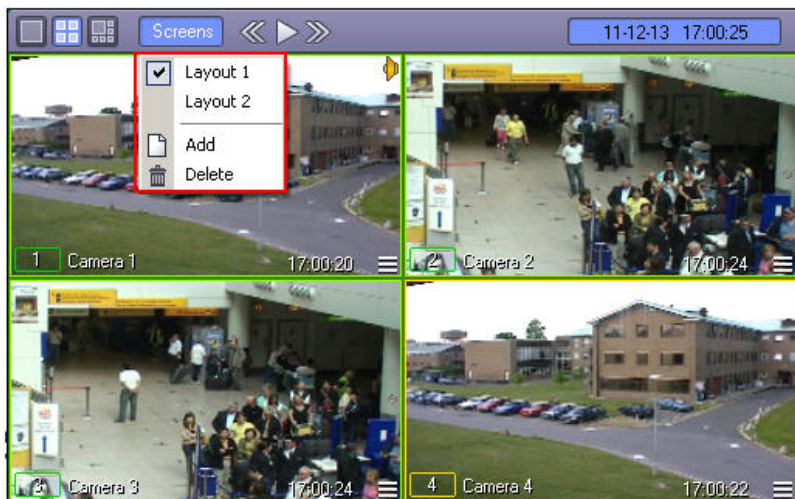 Screens
11-12-13 17:00:25
Layout 1
Layout 2
Add
Delete
1 Camera 1 17:00:20
2 Camera 2 17:00:24
3 Camera 3 17:00:24
4 Camera 4 17:00:22